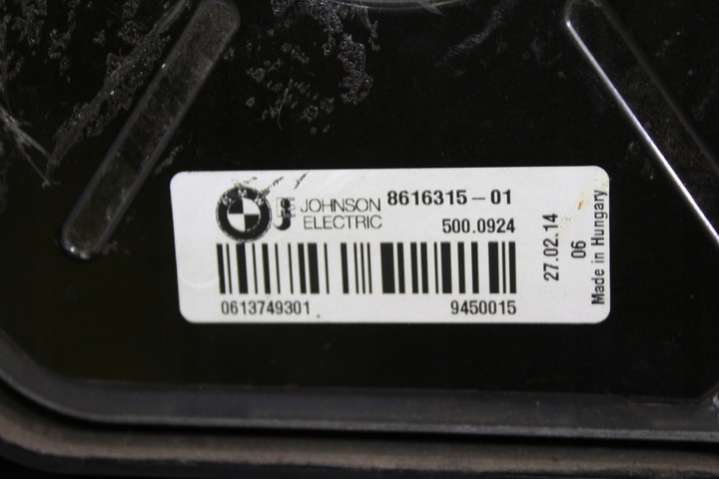 JOHNSON
ELECTRIC
8616315-01
500.0924
0613749301
9450015
27.02.14
06
Made in Hungary